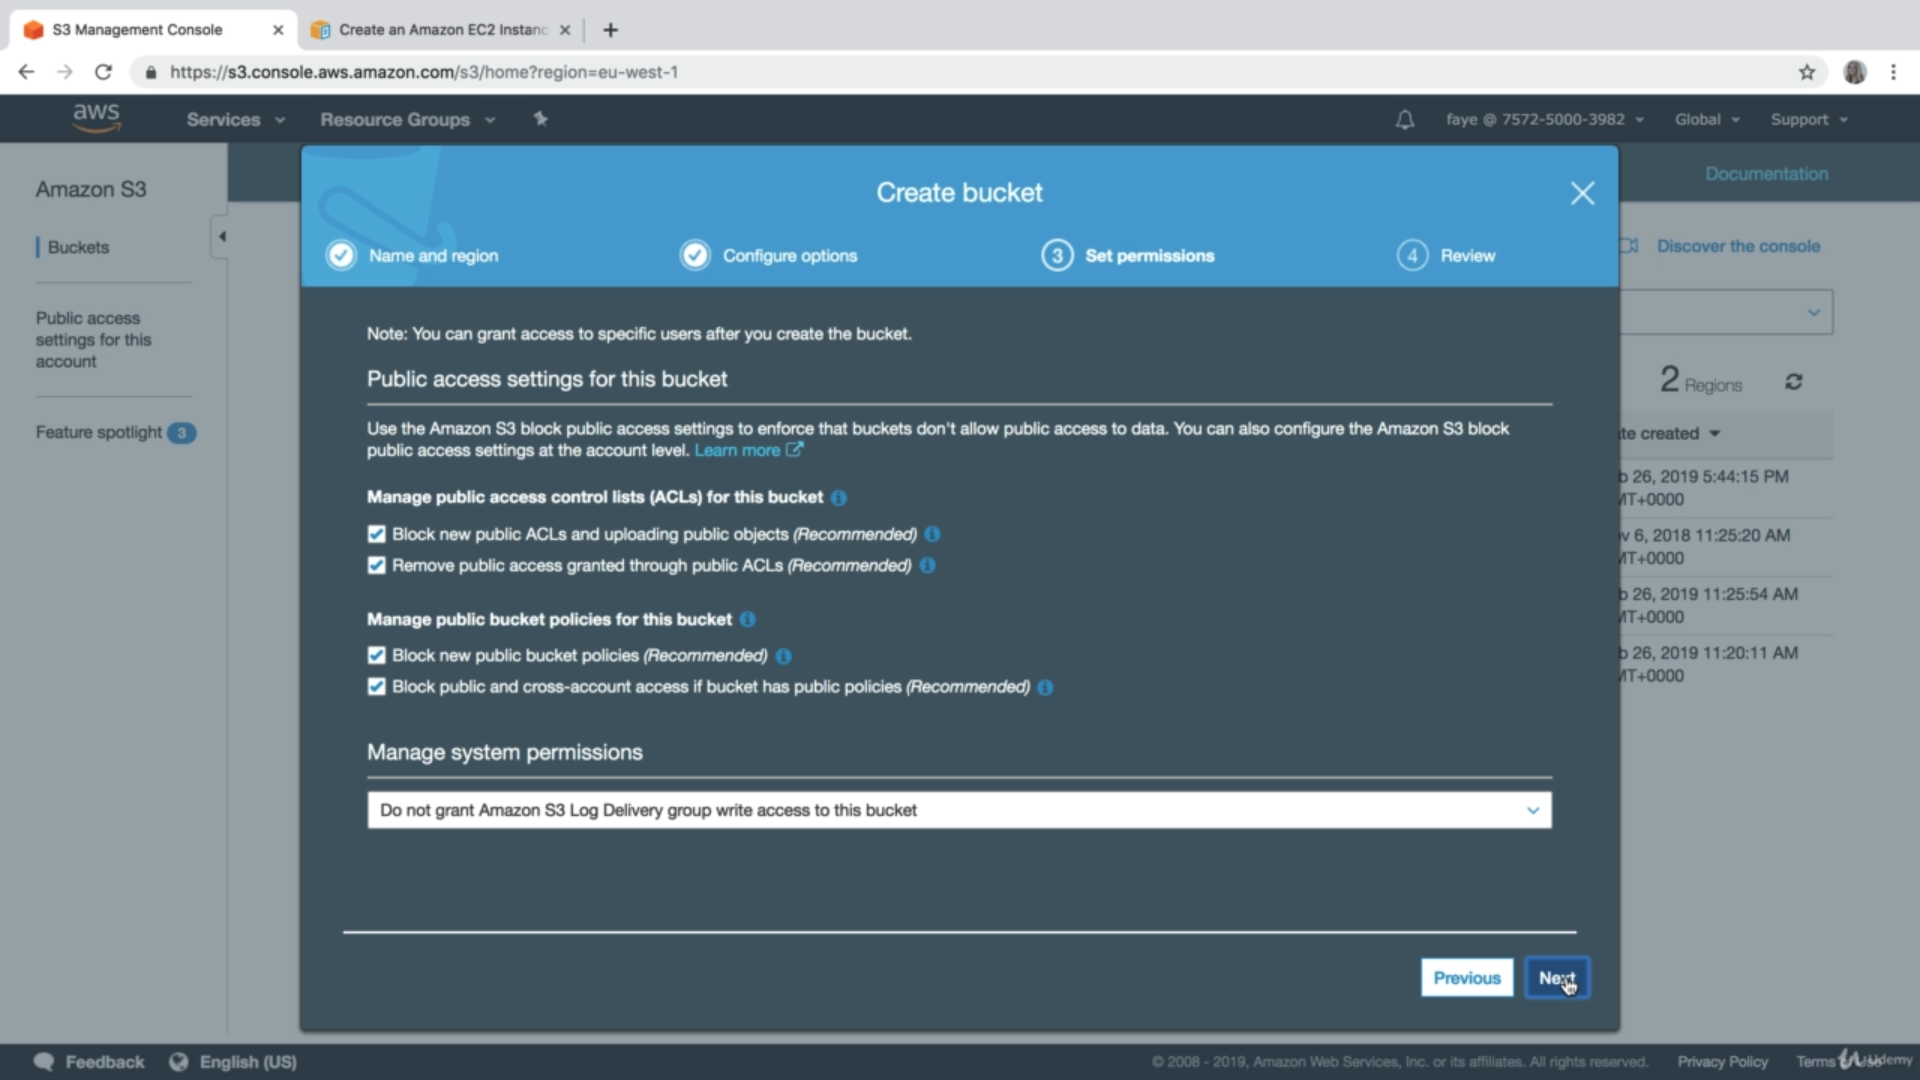 S3 Management Console
Create an Amazon EC2 Instanc
https://s3.console.aws.amazon.com/s3/home?region=eu-west-1
aws
Services
Resource Groups
faye @ 7572-5000-3982
Global
Support
Amazon S3
Buckets
Public access
settings for this
account
Feature spotlight 3
Documentation
Discover the console
2 Regions
te created
b 26, 2019 5:44:15 PM
MT+0000
v 6, 2018 11:25:20 AM
MT+0000
b 26, 2019 11:25:54 AM
MT+0000
b 26, 2019 11:20:11 AM
MT+0000
Create bucket
Name and region
Configure options
3 Set permissions
4 Review
Note: You can grant access to specific users after you create the bucket.
Public access settings for this bucket
Use the Amazon S3 block public access settings to enforce that buckets don't allow public access to data. You can also configure the Amazon S3 block
public access settings at the account level. Learn more
Manage public access control lists (ACLs) for this bucket
Block new public ACLs and uploading public objects (Recommended)
Remove public access granted through public ACLs (Recommended)
Manage public bucket policies for this bucket
Block new public bucket policies (Recommended)
Block public and cross-account access if bucket has public policies (Recommended)
Manage system permissions
Do not grant Amazon S3 Log Delivery group write access to this bucket
Previous
Next
Feedback
English (US)
© 2008 - 2019, Amazon Web Services, Inc. or its affiliates. All rights reserved.
Privacy Policy
Terms
Udemy